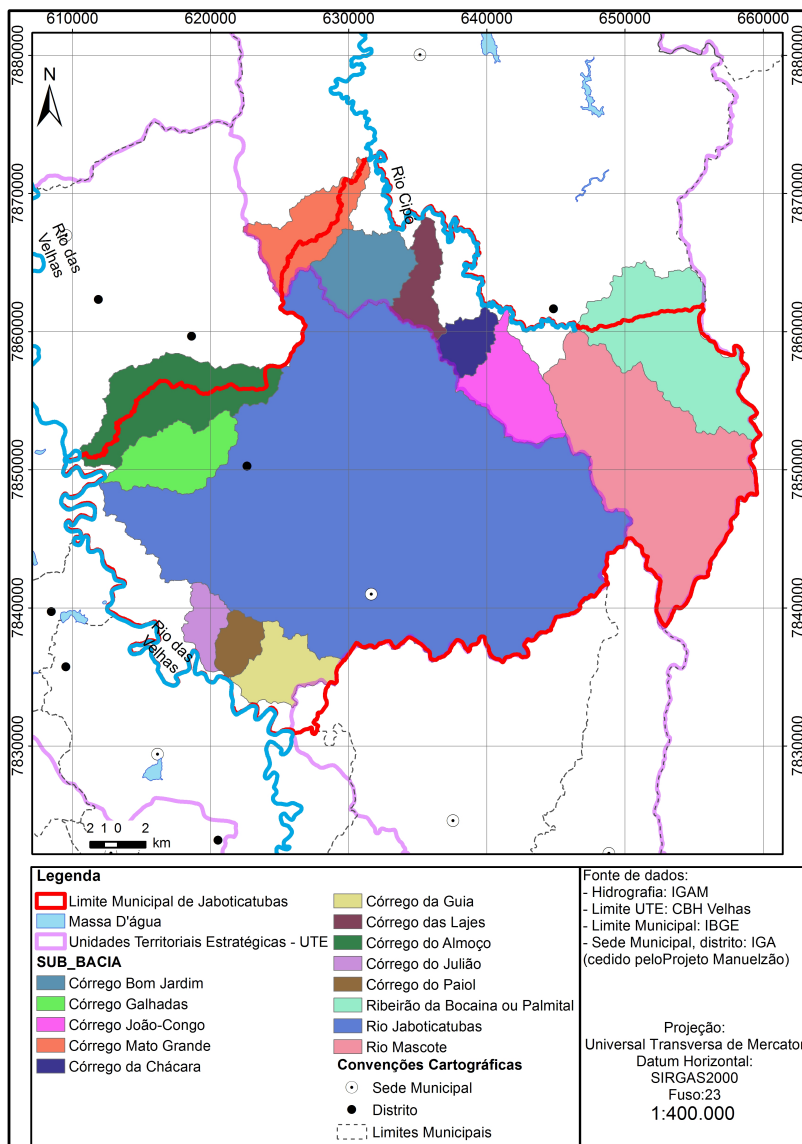 610000
620000
630000
640000
650000
660000
7880000
7880000
N
7870000
7870000
Rio Cipó
Rio das
Velhas
7860000
7860000
7850000
7850000
7840000
7840000
Rio das
Velhas
7830000
7830000
2 1 0 2
km
Legenda
Limite Municipal de Jaboticatubas
Massa D'água
Unidades Territoriais Estratégicas - UTE
SUB_BACIA
Córrego Bom Jardim
Córrego Galhadas
Córrego João-Congo
Córrego Mato Grande
Córrego da Chácara
Córrego da Guia
Córrego das Lajes
Córrego do Almoço
Córrego do Julião
Córrego do Paiol
Ribeirão da Bocaina ou Palmital
Rio Jaboticatubas
Rio Mascote
Convenções Cartográficas
Sede Municipal
Distrito
Limites Municipais
Fonte de dados:
- Hidrografia: IGAM
- Limite UTE: CBH Velhas
- Limite Municipal: IBGE
- Sede Municipal, distrito: IGA
(cedido peloProjeto Manuelzão)
Projeção:
Universal Transversa de Mercator
Datum Horizontal:
SIRGAS2000
Fuso:23
1:400.000